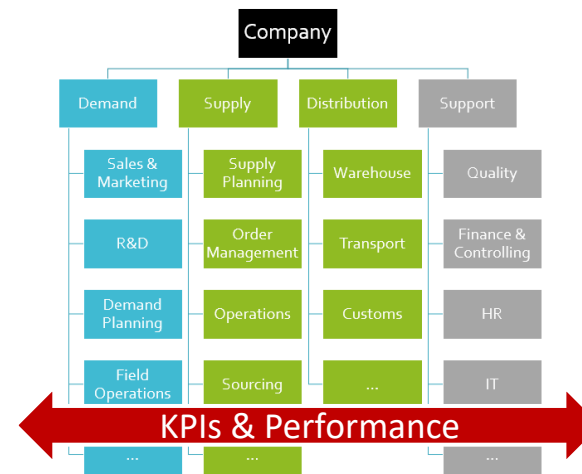 Company
Demand
Supply
Distribution
Support
Sales &
Marketing
Supply
Planning
Warehouse
Quality
R&D
Order
Management
Transport
Finance &
Controlling
Demand
Planning
Operations
Customs
HR
Field
Operations
Sourcing
...
IT
KPIs & Performance
...
...
...